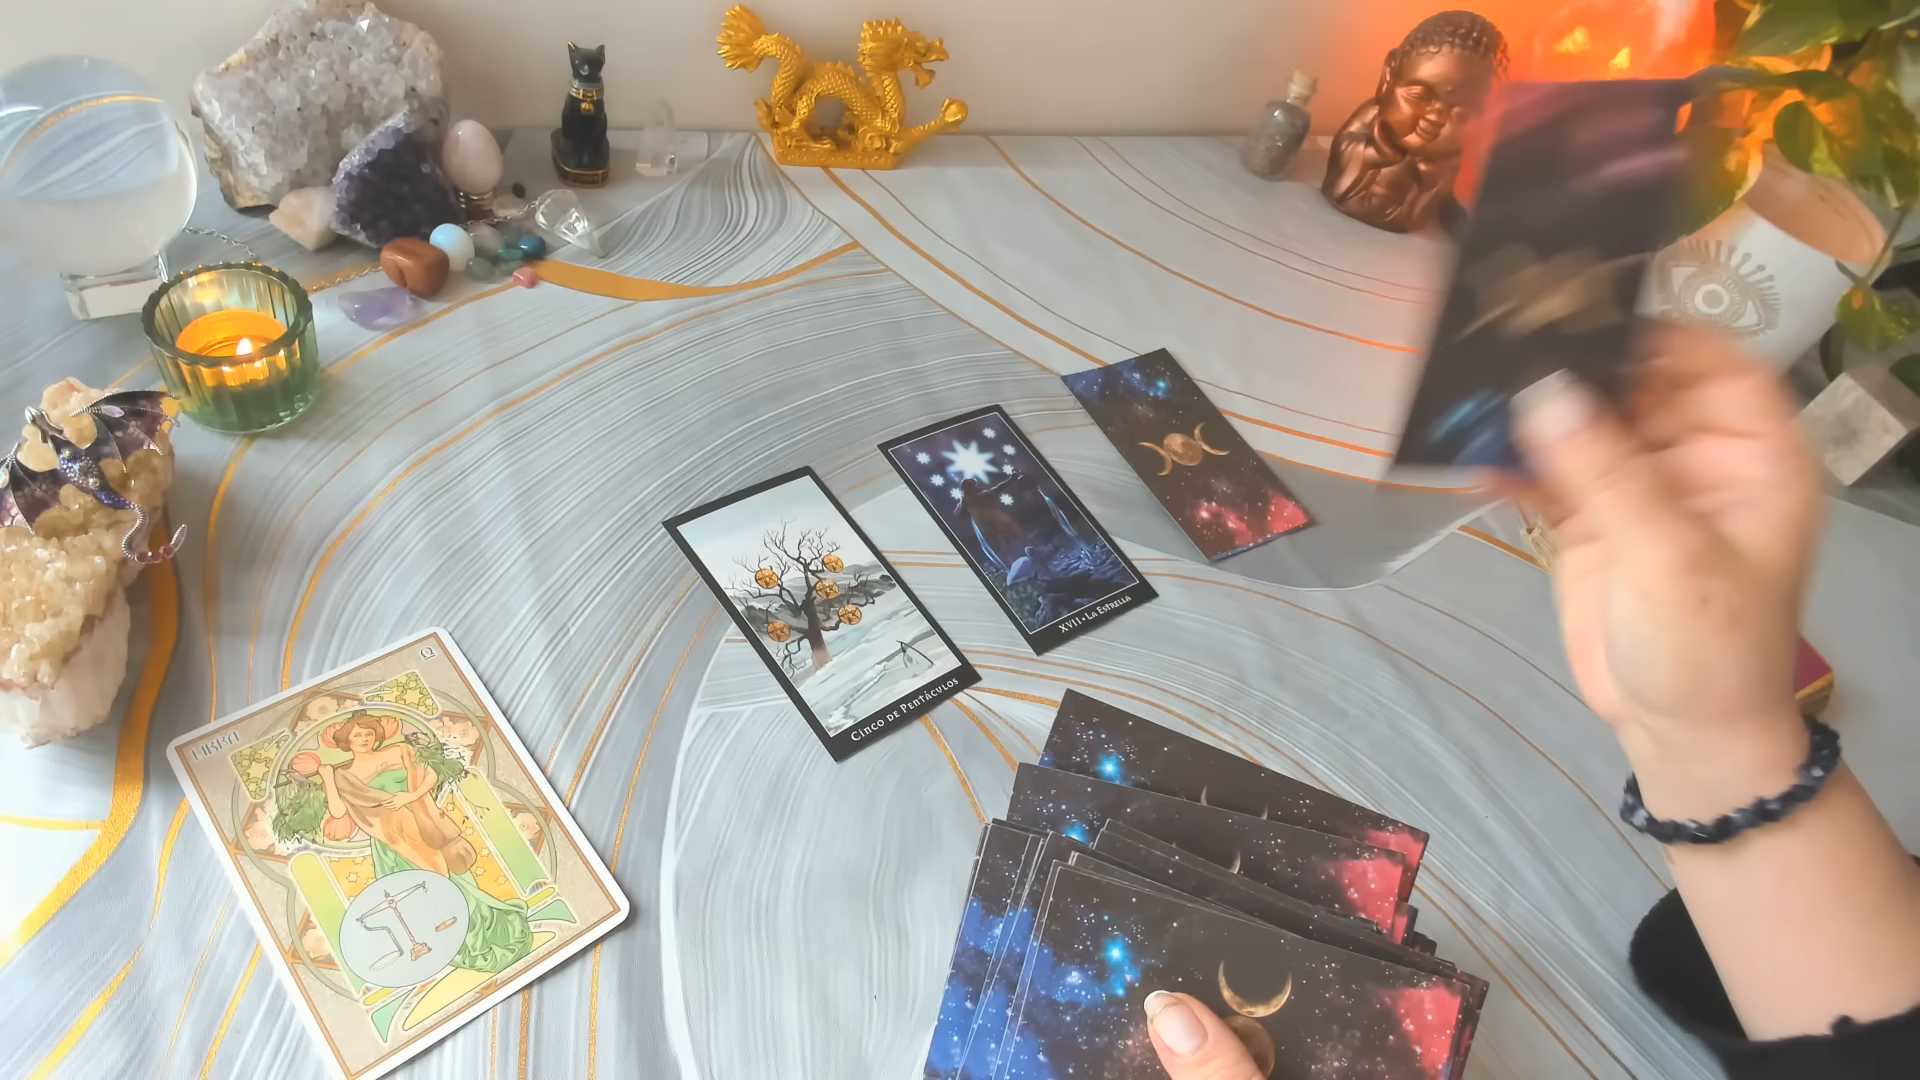 LIBRA
CINCO DE PENTÁCULOS
XVII • LA ESTRELLA